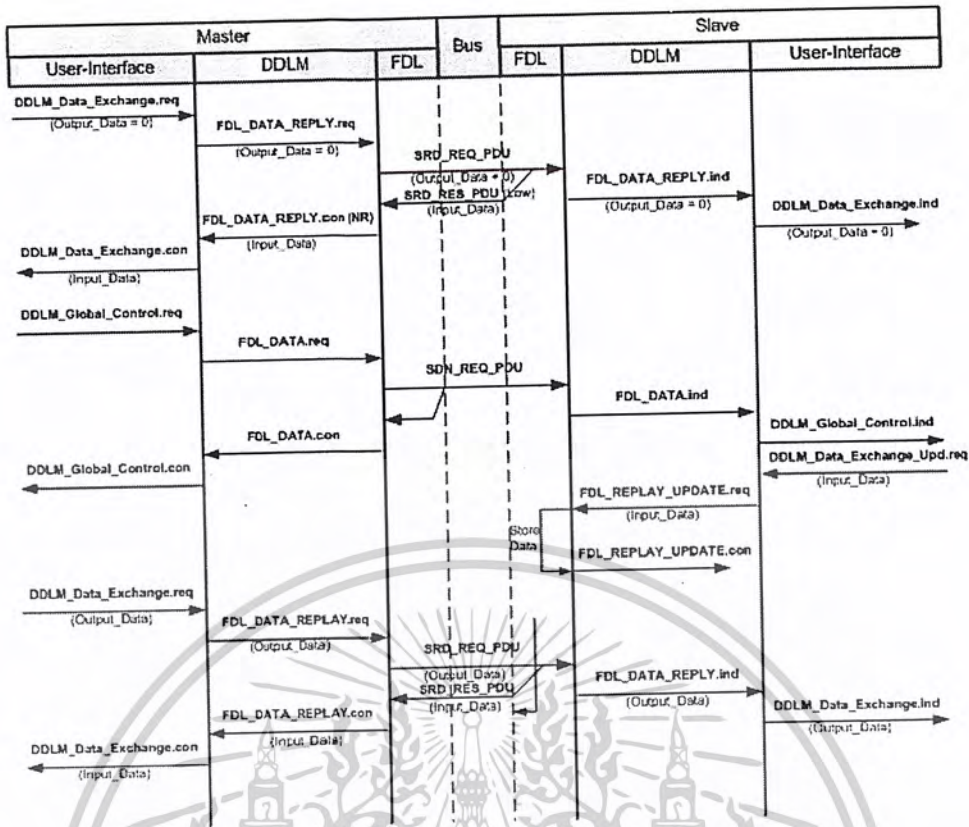 Master Bus Slave
User-Interface DDLM FDL FDL DDLM User-Interface
DDLM_Data_Exchange.req
(Output_Data = 0)
FDL_DATA_REPLY.req
(Output_Data = 0)
SRD_REQ_PDU
(Output_Data = 0)
SRD_RES_PDU (Low)
(Input_Data)
FDL_DATA_REPLY.ind
(Output_Data = 0)
FDL_DATA_REPLY.con (NR)
(Input_Data)
DDLM_Data_Exchange.ind
(Output_Data = 0)
DDLM_Data_Exchange.con
(Input_Data)
DDLM_Global_Control.req
FDL_DATA.req
SDN_REQ_PDU
FDL_DATA.ind
FDL_DATA.con
DDLM_Global_Control.ind
DDLM_Global_Control.con
DDLM_Data_Exchange_Upd.req
(Input_Data)
FDL_REPLAY_UPDATE.req
(Input_Data)
Store
Data
FDL_REPLAY_UPDATE.con
DDLM_Data_Exchange.req
(Output_Data)
FDL_DATA_REPLAY.req
(Output_Data)
SRD_REQ_PDU
(Output_Data)
SRD_RES_PDU
(Input_Data)
FDL_DATA_REPLY.ind
(Output_Data)
FDL_DATA_REPLAY.con
(Input_Data)
DDLM_Data_Exchange.ind
(Output_Data)
DDLM_Data_Exchange.con
(Input_Data)